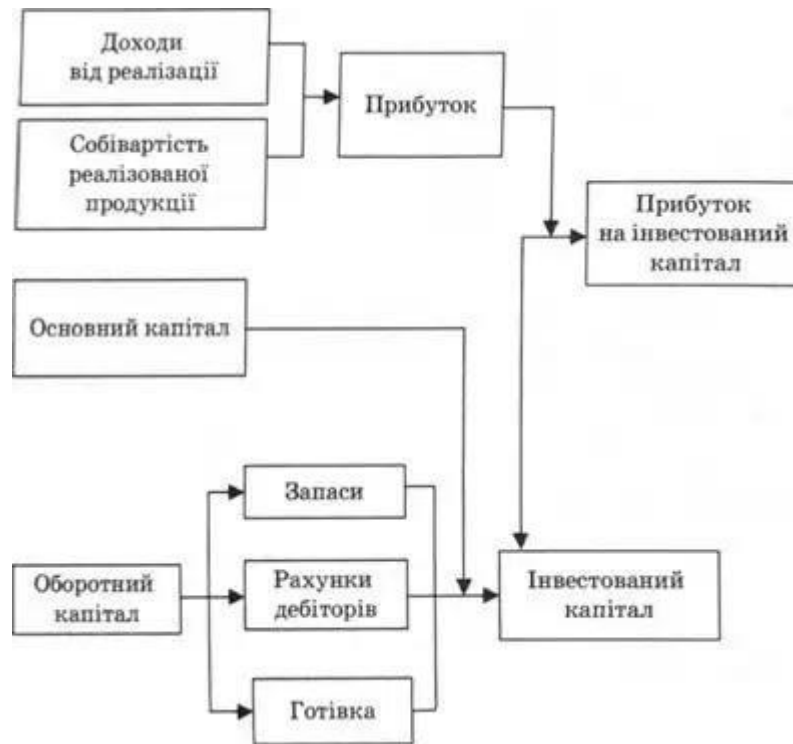 Доходи
від реалізації
Прибуток
Собівартість
реалізованої
продукції
Прибуток
на інвестований
капітал
Основний капітал
Запаси
Оборотний
капітал
Рахунки
дебіторів
Інвестований
капітал
Готівка